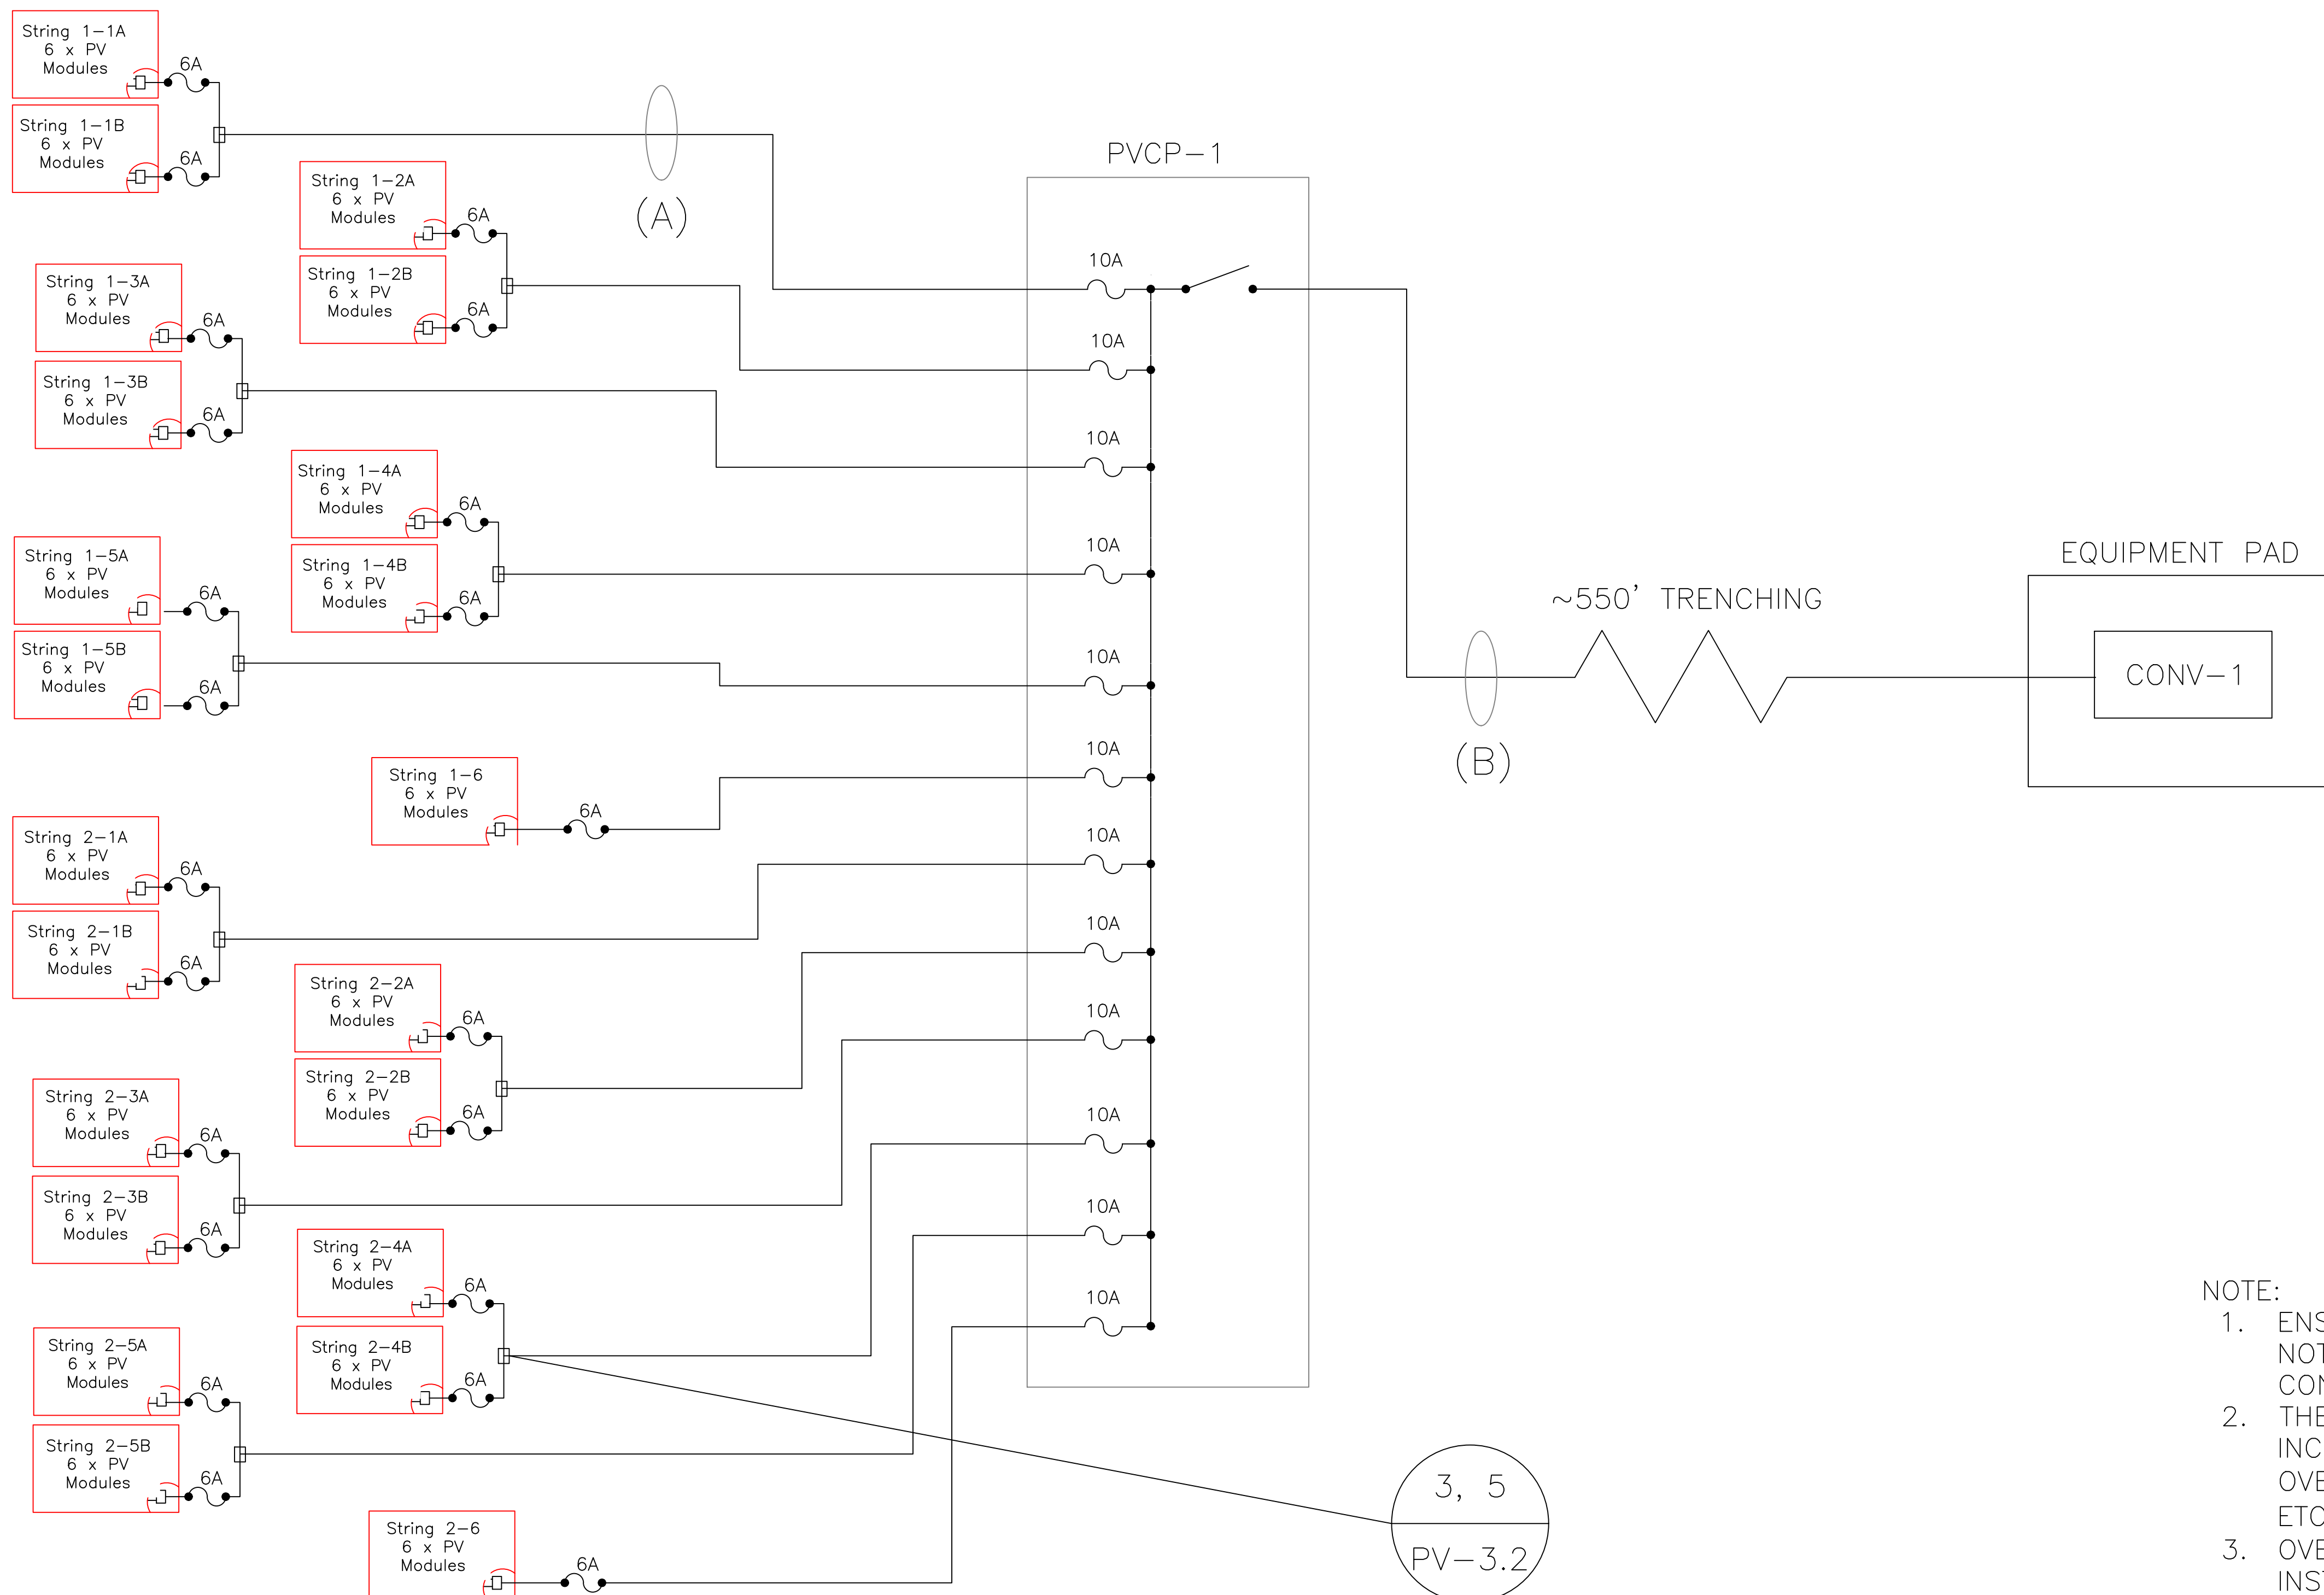 String 1-1A
6 x PV
Modules
6A
String 1-1B
6 x PV
Modules
6A
(A)
String 1-2A
6 x PV
Modules
6A
String 1-2B
6 x PV
Modules
6A
String 1-3A
6 x PV
Modules
6A
String 1-3B
6 x PV
Modules
6A
String 1-4A
6 x PV
Modules
6A
String 1-4B
6 x PV
Modules
6A
String 1-5A
6 x PV
Modules
6A
String 1-5B
6 x PV
Modules
6A
String 1-6
6 x PV
Modules
6A
String 2-1A
6 x PV
Modules
6A
String 2-1B
6 x PV
Modules
6A
String 2-2A
6 x PV
Modules
6A
String 2-2B
6 x PV
Modules
6A
String 2-3A
6 x PV
Modules
6A
String 2-3B
6 x PV
Modules
6A
String 2-4A
6 x PV
Modules
6A
String 2-4B
6 x PV
Modules
6A
String 2-5A
6 x PV
Modules
6A
String 2-5B
6 x PV
Modules
6A
String 2-6
6 x PV
Modules
6A
PVCP-1
10A
10A
10A
10A
10A
10A
10A
10A
10A
10A
10A
10A
(B)
~550' TRENCHING
EQUIPMENT PAD
CONV-1
3, 5
PV-3.2
NOTE:
1.
2.
3.